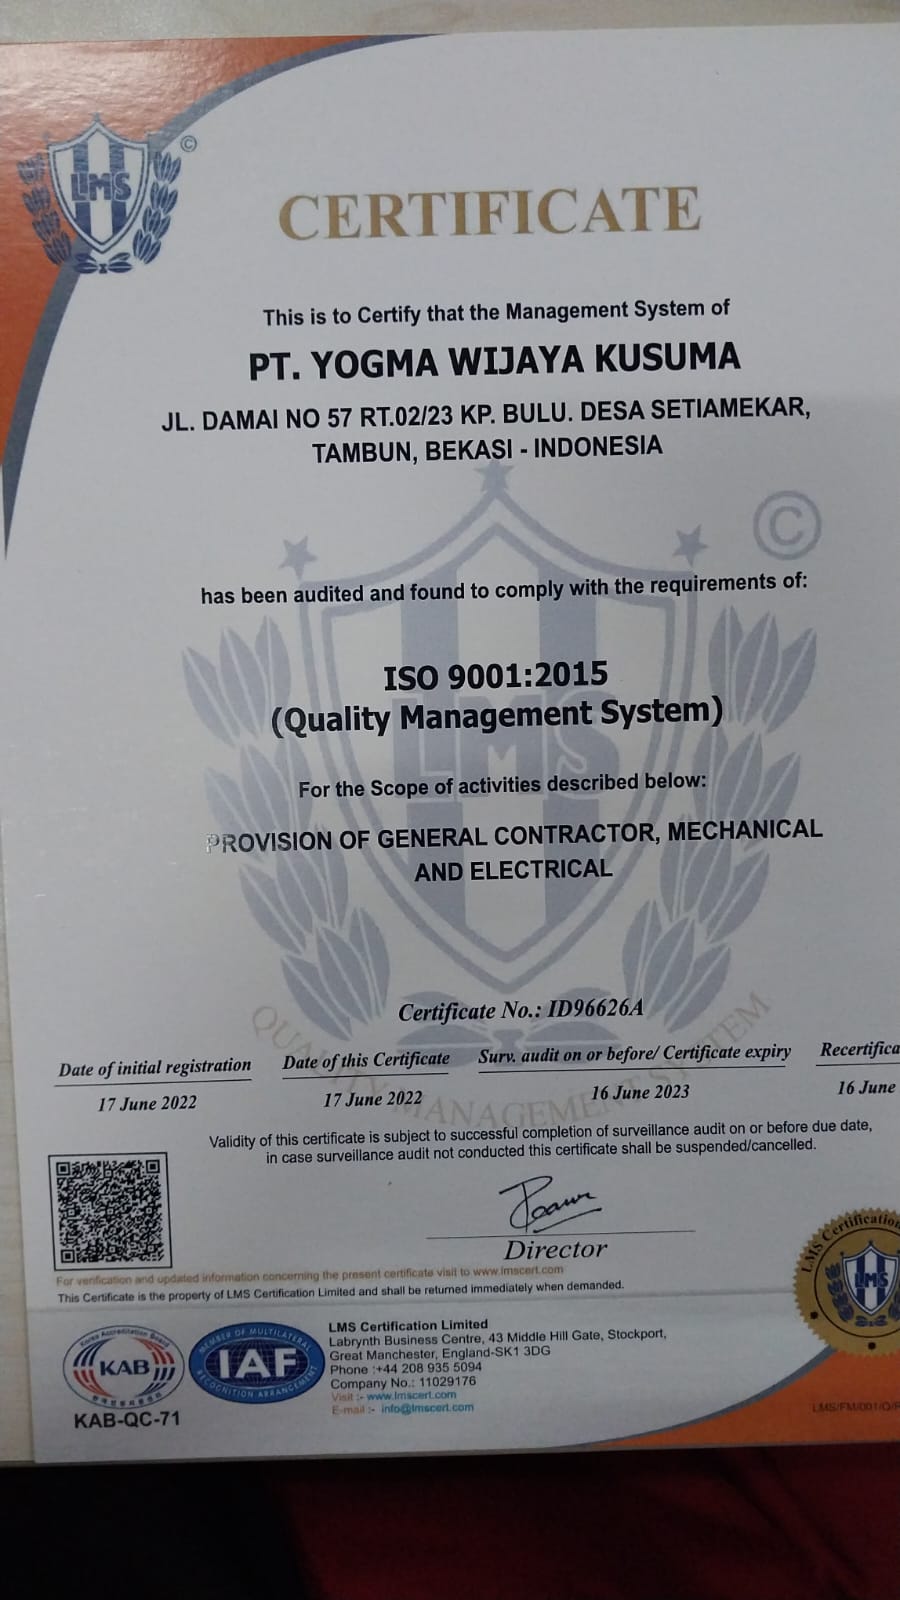 LMS
©
CERTIFICATE
This is to Certify that the Management System of
PT. YOGMA WIJAYA KUSUMA
JL. DAMAI NO 57 RT.02/23 KP. BULU. DESA SETIAMEKAR,
TAMBUN, BEKASI - INDONESIA
©
has been audited and found to comply with the requirements of:
ISO 9001:2015
(Quality Management System)
LMS
For the Scope of activities described below:
PROVISION OF GENERAL CONTRACTOR, MECHANICAL
AND ELECTRICAL
QUALITY MANAGEMENT SYSTEM
Certificate No.: ID96626A
Date of initial registration Date of this Certificate Surv. audit on or before/ Certificate expiry
17 June 2022 17 June 2022 16 June 2023 16 June
Validity of this certificate is subject to successful completion of surveillance audit on or before due date,
in case surveillance audit not conducted this certificate shall be suspended/cancelled.
Director
For verification and updated information concerning the present certificate visit to www.lmscert.com
This Certificate is the property of LMS Certification Limited and shall be returned immediately when demanded.
LMS Certification
LMS
Korea Accreditation Board
KAB
KAB-QC-71
MEMBER OF MULTILATERAL
IAF
RECOGNITION ARRANGEMENT
LMS Certification Limited
Labrynth Business Centre, 43 Middle Hill Gate, Stockport,
Great Manchester, England-SK1 3DG
Phone :+44 208 935 5094
Company No.: 11029176
Visit :- www.lmscert.com
E-mail :- info@lmscert.com